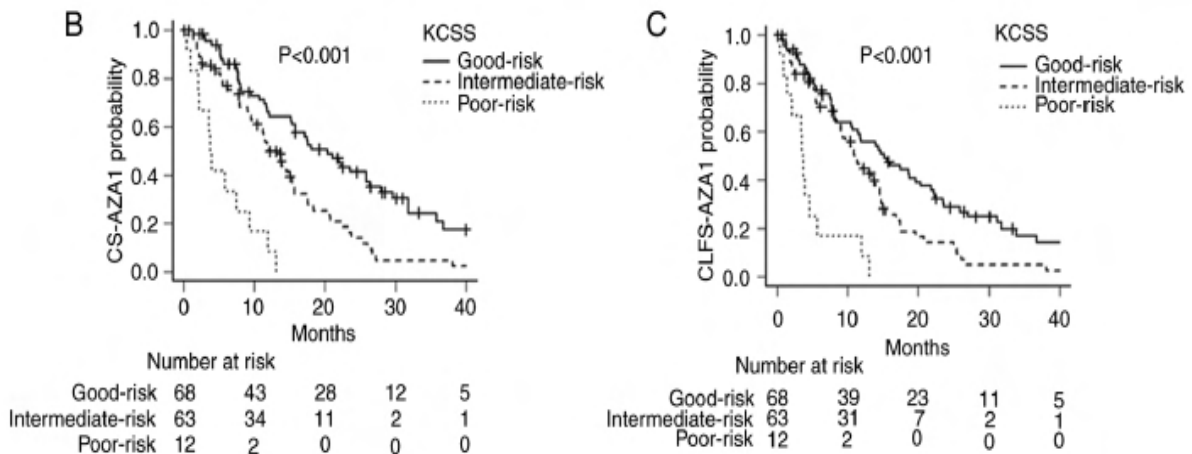 B
KCSS
P<0.001
Good-risk
Intermediate-risk
Poor-risk
CS-AZA1 probability
1.0
0.8
0.6
0.4
0.2
0.0
0 10 20 30 40
Months
Number at risk
Good-risk 68 43 28 12 5
Intermediate-risk 63 34 11 2 1
Poor-risk 12 2 0 0 0
C
KCSS
P<0.001
Good-risk
Intermediate-risk
Poor-risk
CLFS-AZA1 probability
1.0
0.8
0.6
0.4
0.2
0.0
0 10 20 30 40
Months
Number at risk
Good-risk 68 39 23 11 5
Intermediate-risk 63 31 7 2 1
Poor-risk 12 2 0 0 0